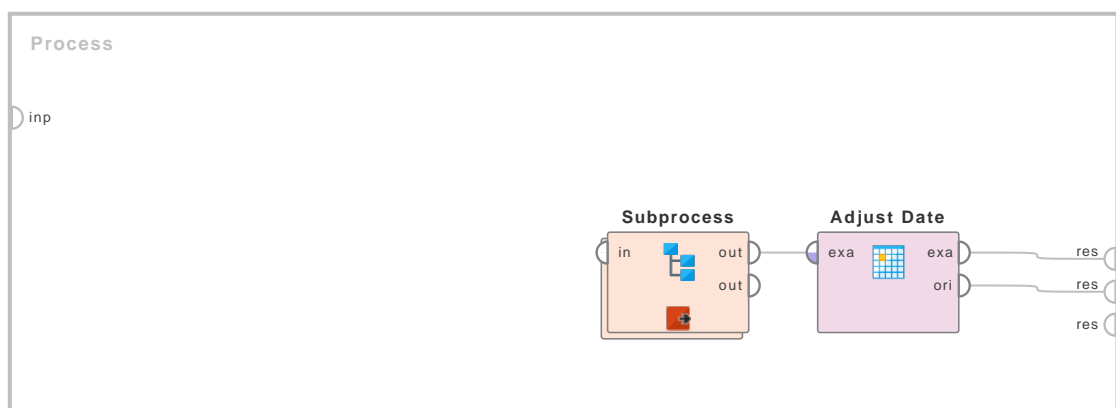 Process
inp
Subprocess
Adjust Date
in
out
exa
exa
res
out
ori
res
res